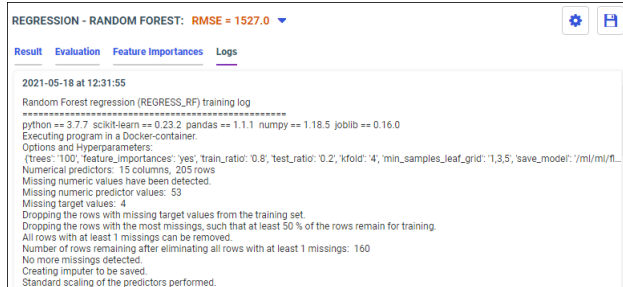 REGRESSION - RANDOM FOREST: RMSE = 1527.0
Result Evaluation Feature Importances Logs
2021-05-18 at 12:31:55
Random Forest regression (REGRESS_RF) training log
==================================================
python == 3.7.7 scikit-learn == 0.23.2 pandas == 1.1.1 numpy == 1.18.5 joblib == 0.16.0
Executing program in a Docker-container.
Options and Hyperparameters:
{'trees': '100', 'feature_importances': 'yes', 'train_ratio': '0.8', 'test_ratio': '0.2', 'kfold': '4', 'min_samples_leaf_grid': '1,3,5', 'save_model': '/ml/ml/fl...
Numerical predictors: 15 columns, 205 rows
Missing numeric values have been detected.
Missing numeric predictor values: 53
Missing target values: 4
Dropping the rows with missing target values from the training set.
Dropping the rows with the most missings, such that at least 50 % of the rows remain for training.
All rows with at least 1 missings can be removed.
Number of rows remaining after eliminating all rows with at least 1 missings: 160
No more missings detected.
Creating imputer to be saved.
Standard scaling of the predictors performed.